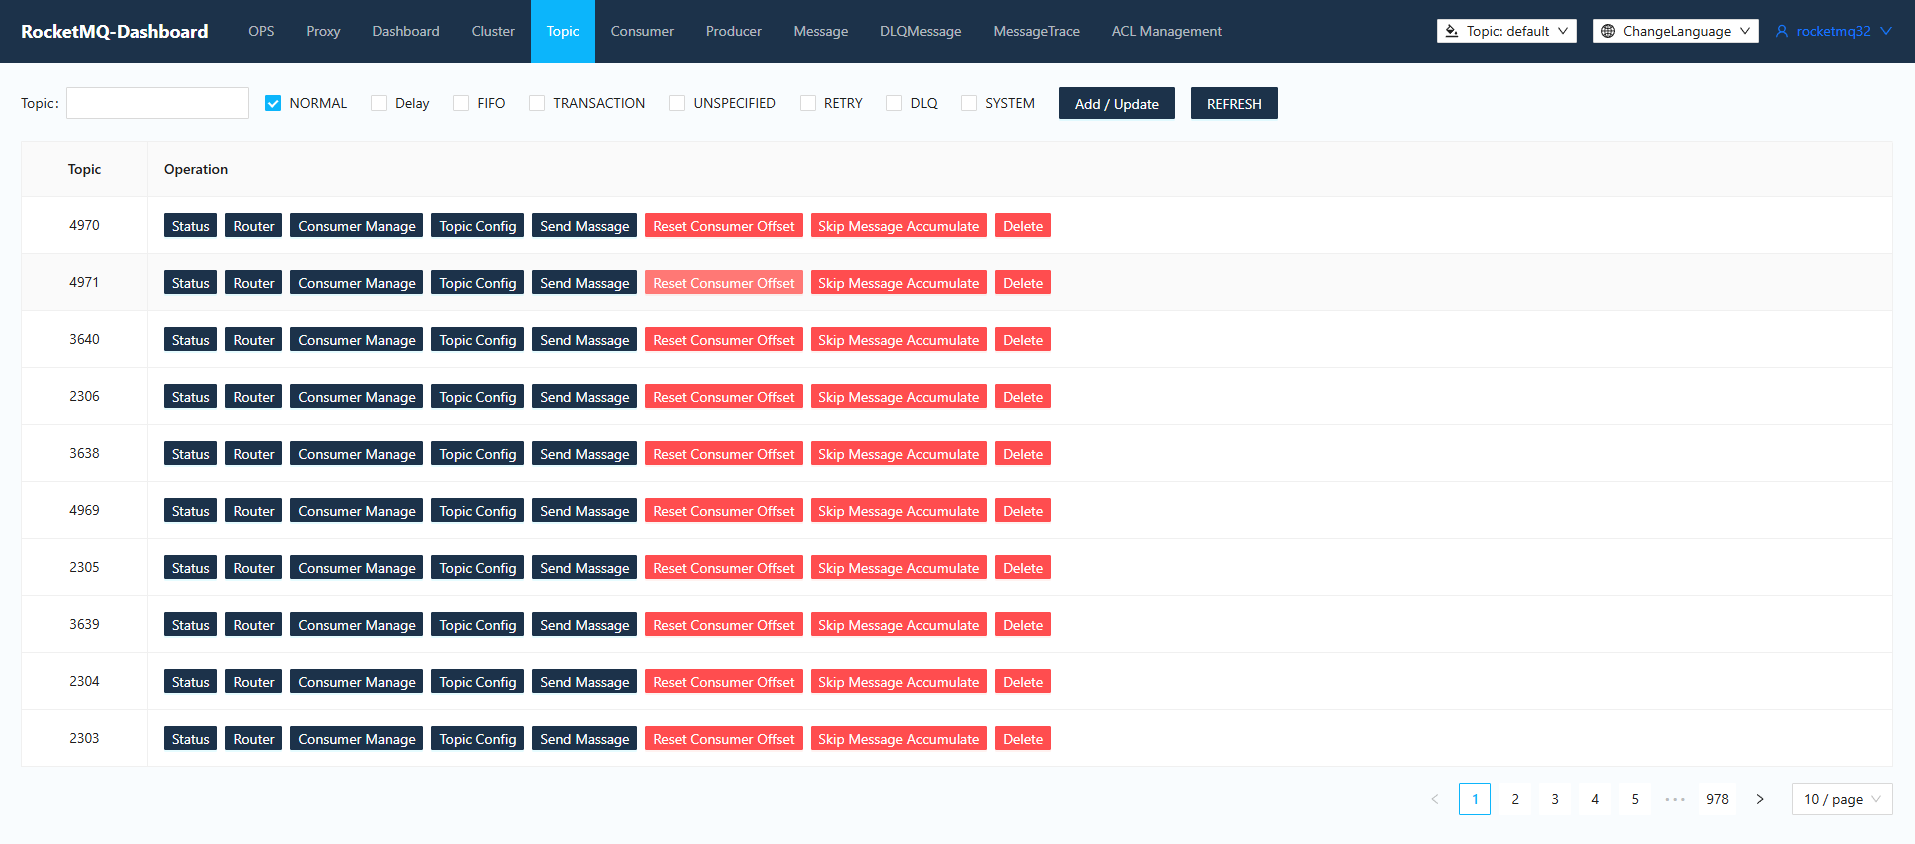 RocketMQ-Dashboard OPS Proxy Dashboard Cluster Topic Consumer Producer Message DLQMessage MessageTrace ACL Management Topic: default ChangeLanguage rocketmq32
Topic: NORMAL Delay FIFO TRANSACTION UNSPECIFIED RETRY DLQ SYSTEM Add / Update REFRESH
Topic Operation
4970 Status Router Consumer Manage Topic Config Send Massage Reset Consumer Offset Skip Message Accumulate Delete
4971 Status Router Consumer Manage Topic Config Send Massage Reset Consumer Offset Skip Message Accumulate Delete
3640 Status Router Consumer Manage Topic Config Send Massage Reset Consumer Offset Skip Message Accumulate Delete
2306 Status Router Consumer Manage Topic Config Send Massage Reset Consumer Offset Skip Message Accumulate Delete
3638 Status Router Consumer Manage Topic Config Send Massage Reset Consumer Offset Skip Message Accumulate Delete
4969 Status Router Consumer Manage Topic Config Send Massage Reset Consumer Offset Skip Message Accumulate Delete
2305 Status Router Consumer Manage Topic Config Send Massage Reset Consumer Offset Skip Message Accumulate Delete
3639 Status Router Consumer Manage Topic Config Send Massage Reset Consumer Offset Skip Message Accumulate Delete
2304 Status Router Consumer Manage Topic Config Send Massage Reset Consumer Offset Skip Message Accumulate Delete
2303 Status Router Consumer Manage Topic Config Send Massage Reset Consumer Offset Skip Message Accumulate Delete
< 1 2 3 4 5 ••• 978 > 10 / page